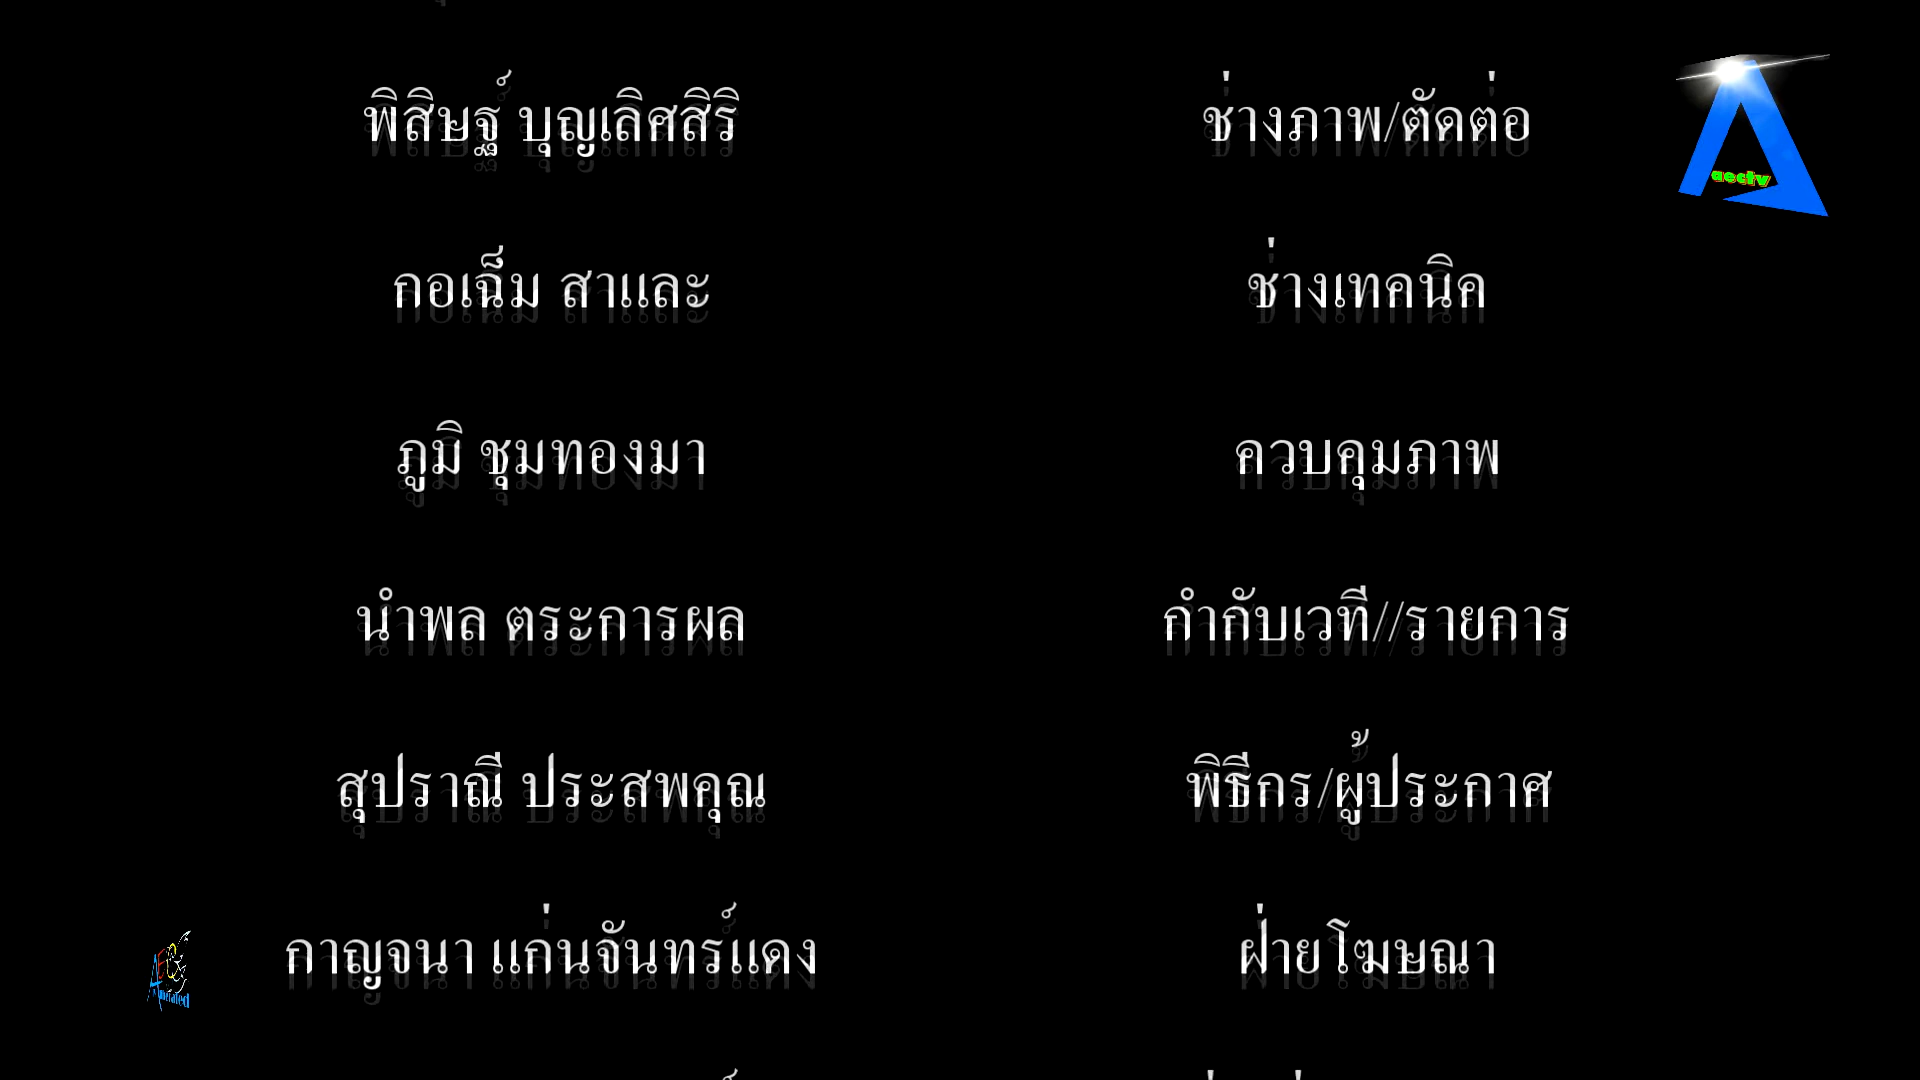 พิสิษฐ์ บุญเลิศสิริ ช่างภาพ/ตัดต่อ
aectv
กอเฉ็ม สาและ ช่างเทคนิค
ภูมิ ชุมทองมา ควบคุมภาพ
นำพล ตระการผล กำกับเวที//รายการ
สุปราณี ประสพคุณ พิธีกร/ผู้ประกาศ
กาญจนา แก่นจันทร์แดง ฝ่ายโฆษณา